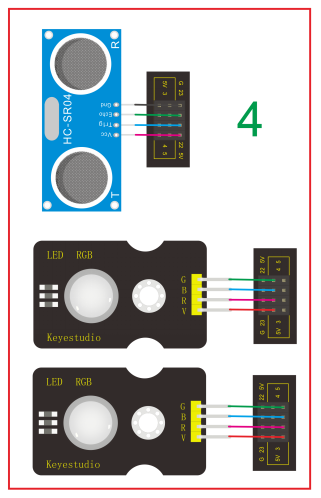 R
HC-SR04
T
Gnd
Echo
Trig
Vcc
G 23
5V 3
4 5
22 5V
4
LED RGB
G
B
R
V
Keyestudio
22 5V
4 5
G 23
5V 3
LED RGB
G
B
R
V
Keyestudio
22 5V
4 5
G 23
5V 3